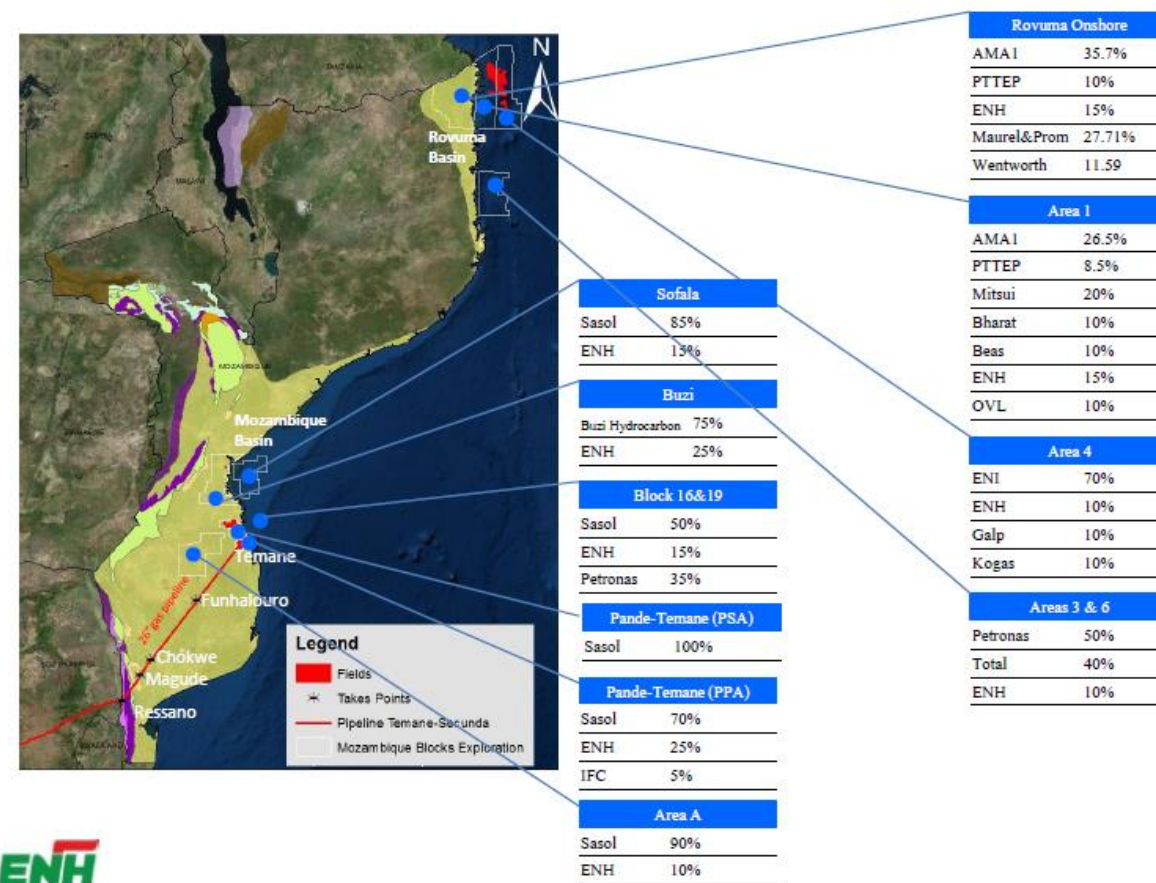 N
TANZANIA
Rovuma
Basin
MALAWI
MOZAMBIQUE
Mozambique
Basin
Temane
Funhalouro
26" gas pipeline
Chókwe
Magude
Ressano
Legend
Fields
Takes Points
Pipeline Temane-Secunda
Mozambique Blocks Exploration
ENH
Sofala
Sasol 85%
ENH 15%
Buzi
Buzi Hydrocarbon 75%
ENH 25%
Block 16&19
Sasol 50%
ENH 15%
Petronas 35%
Pande-Temane (PSA)
Sasol 100%
Pande-Temane (PPA)
Sasol 70%
ENH 25%
IFC 5%
Area A
Sasol 90%
ENH 10%
Rovuma Onshore
AMA1 35.7%
PTTEP 10%
ENH 15%
Maurel&Prom 27.71%
Wentworth 11.59
Area 1
AMA1 26.5%
PTTEP 8.5%
Mitsui 20%
Bharat 10%
Beas 10%
ENH 15%
OVL 10%
Area 4
ENI 70%
ENH 10%
Galp 10%
Kogas 10%
Areas 3 & 6
Petronas 50%
Total 40%
ENH 10%